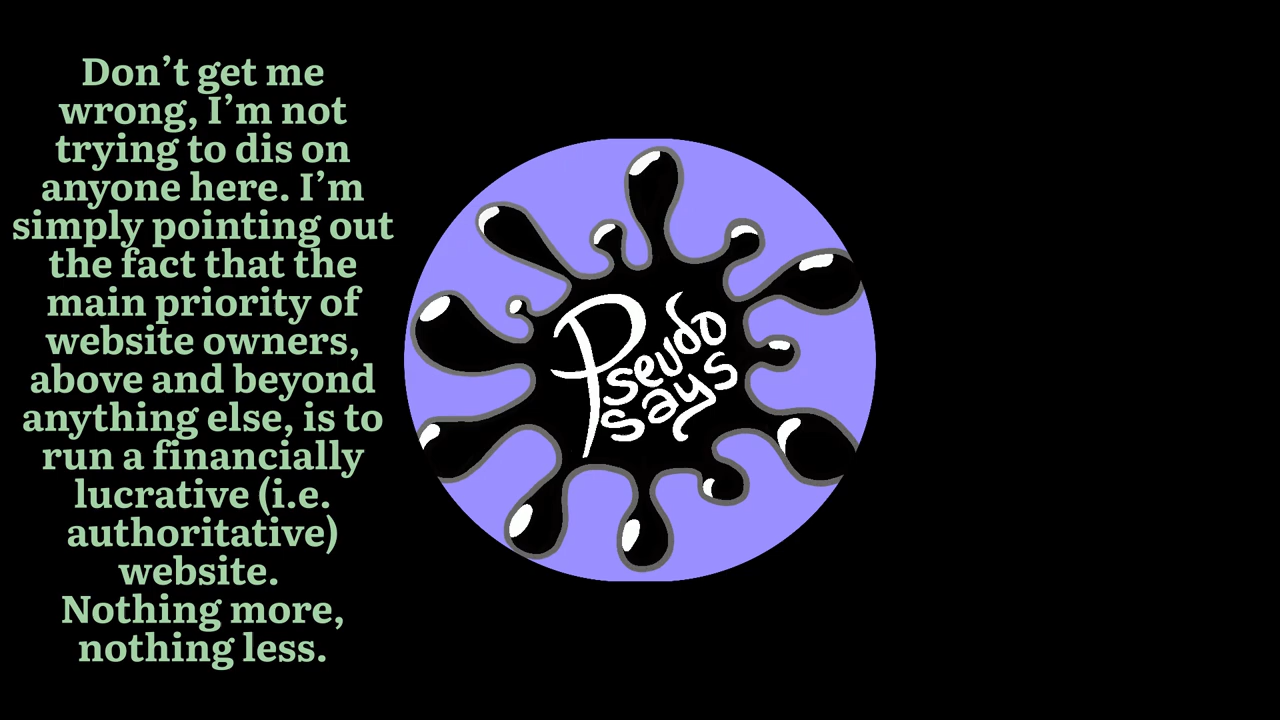 Don’t get me
wrong, I’m not
trying to dis on
anyone here. I’m
simply pointing out
the fact that the
main priority of
website owners,
above and beyond
anything else, is to
run a financially
lucrative (i.e.
authoritative)
website.
Nothing more,
nothing less.
Pseudo
says